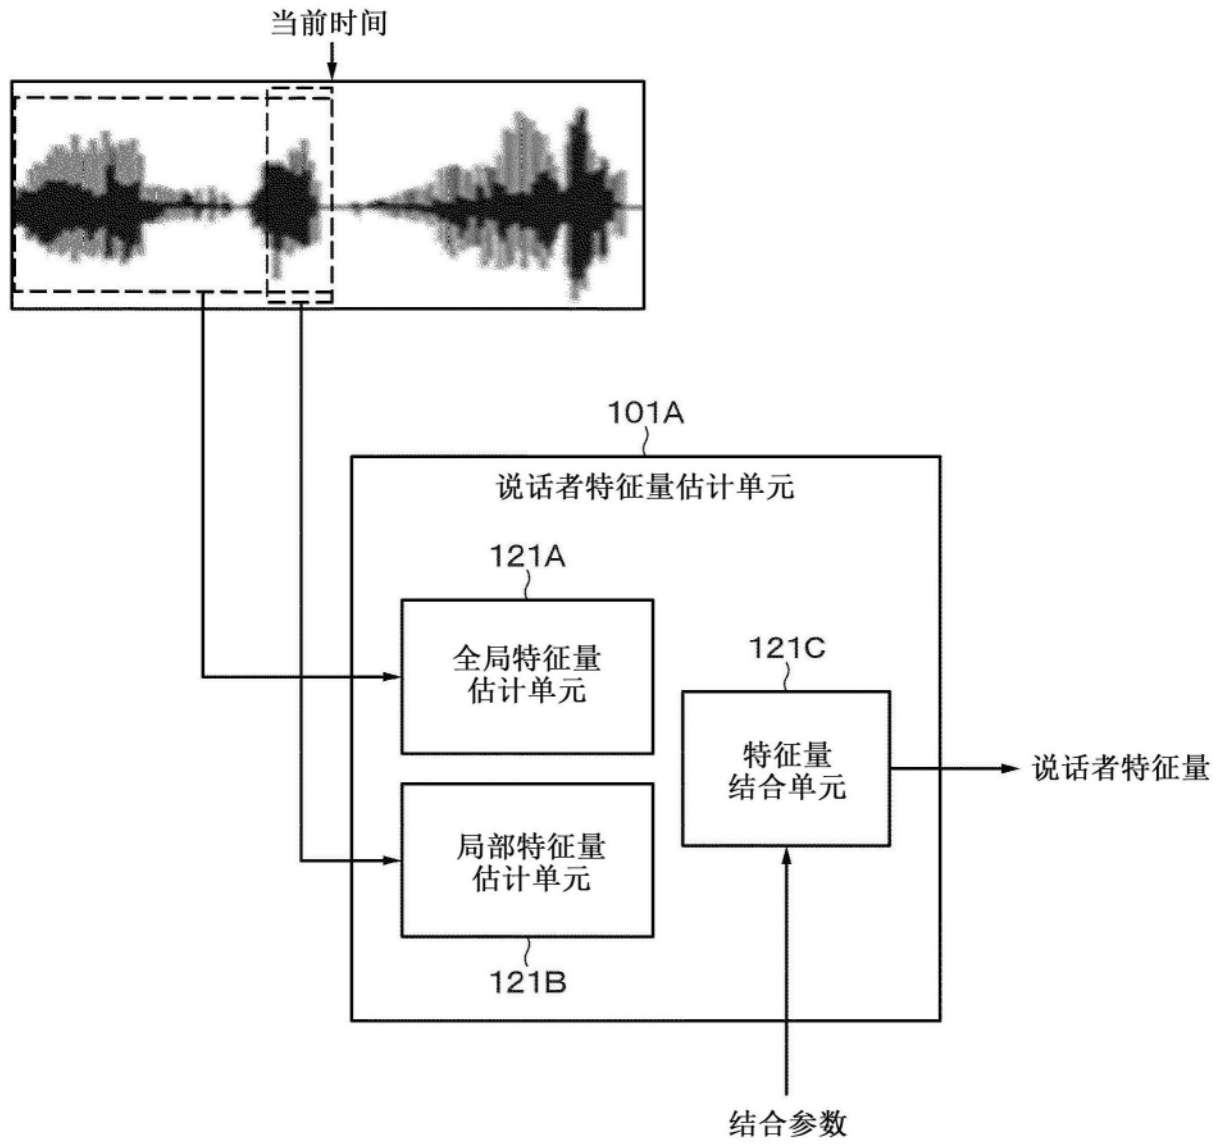 当前时间
101A
说话者特征量估计单元
121A
全局特征量
估计单元
121C
特征量
结合单元
说话者特征量
局部特征量
估计单元
121B
结合参数